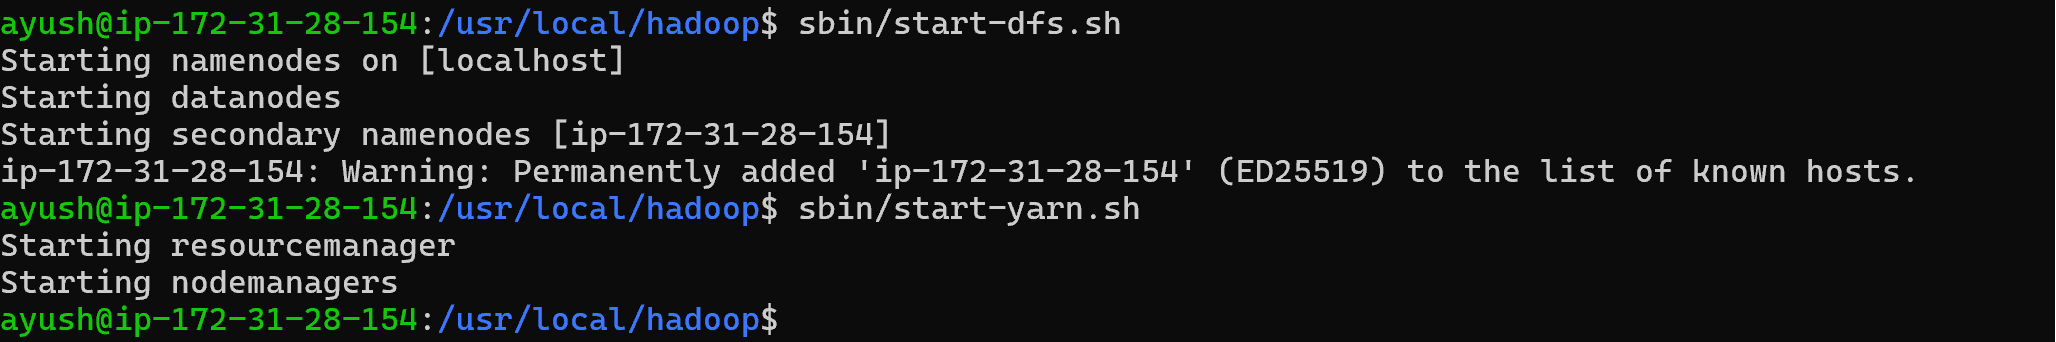 ayush@ip-172-31-28-154:/usr/local/hadoop$ sbin/start-dfs.sh
Starting namenodes on [localhost]
Starting datanodes
Starting secondary namenodes [ip-172-31-28-154]
ip-172-31-28-154: Warning: Permanently added 'ip-172-31-28-154' (ED25519) to the list of known hosts.
ayush@ip-172-31-28-154:/usr/local/hadoop$ sbin/start-yarn.sh
Starting resourcemanager
Starting nodemanagers
ayush@ip-172-31-28-154:/usr/local/hadoop$